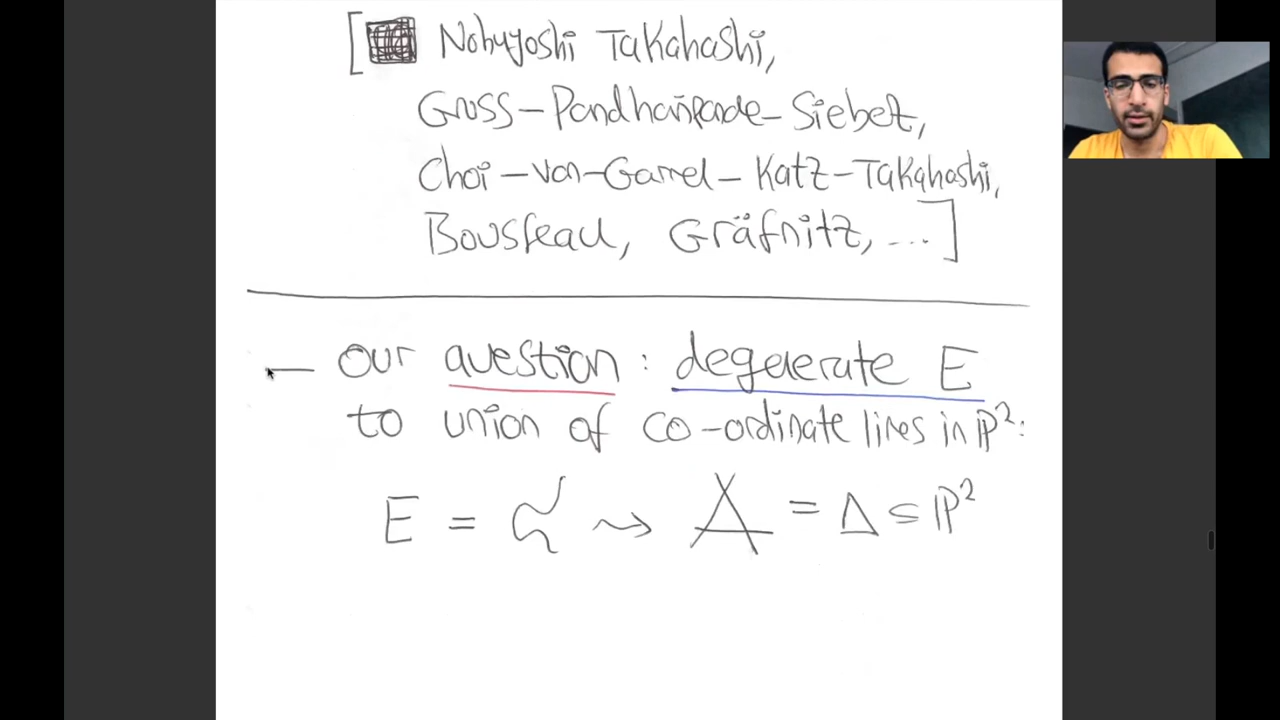 [ Nobuyoshi Takahashi,
Gross-Pandharipande-Siebert,
Choi-van-Garrel-Katz-Takahashi,
Bousseau, Gräfnitz, ...]
— Our question: degenerate E
to union of co-ordinate lines in ℙ²:
E = ⇝ = Δ ⊆ ℙ²